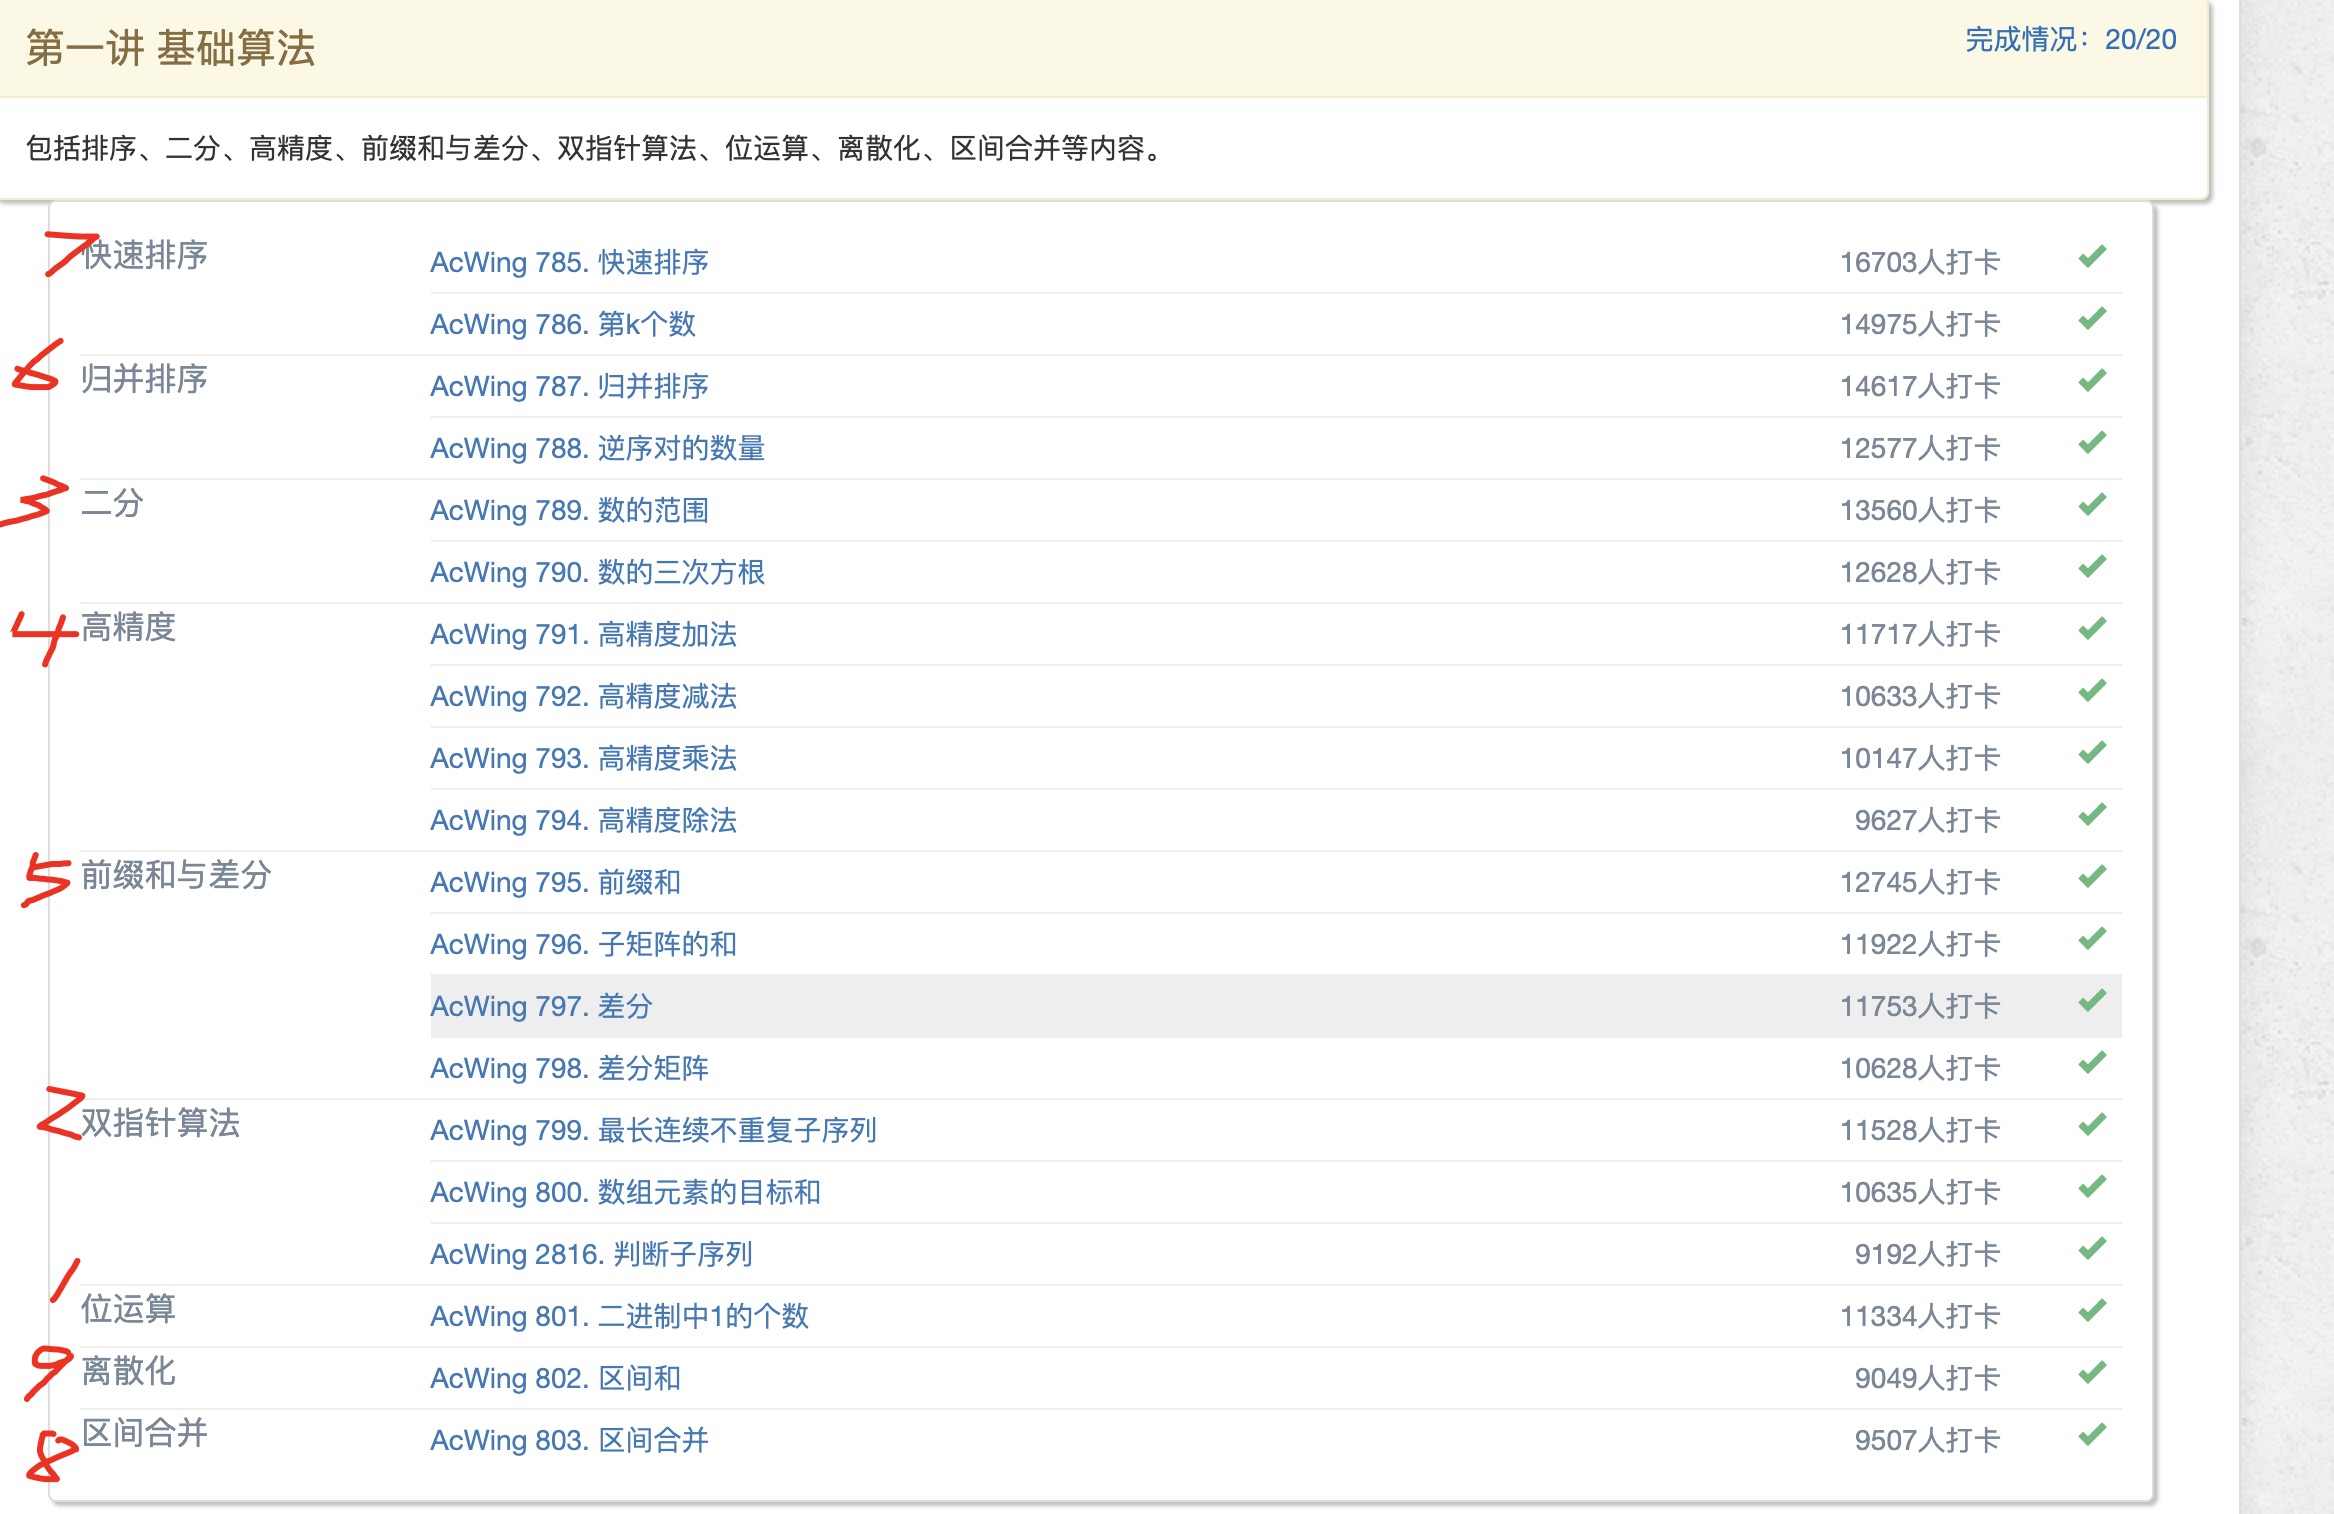 第一讲 基础算法 完成情况：20/20
包括排序、二分、高精度、前缀和与差分、双指针算法、位运算、离散化、区间合并等内容。
7 快速排序 AcWing 785. 快速排序 16703人打卡
AcWing 786. 第k个数 14975人打卡
6 归并排序 AcWing 787. 归并排序 14617人打卡
AcWing 788. 逆序对的数量 12577人打卡
3 二分 AcWing 789. 数的范围 13560人打卡
AcWing 790. 数的三次方根 12628人打卡
4 高精度 AcWing 791. 高精度加法 11717人打卡
AcWing 792. 高精度减法 10633人打卡
AcWing 793. 高精度乘法 10147人打卡
AcWing 794. 高精度除法 9627人打卡
5 前缀和与差分 AcWing 795. 前缀和 12745人打卡
AcWing 796. 子矩阵的和 11922人打卡
AcWing 797. 差分 11753人打卡
AcWing 798. 差分矩阵 10628人打卡
2 双指针算法 AcWing 799. 最长连续不重复子序列 11528人打卡
AcWing 800. 数组元素的目标和 10635人打卡
AcWing 2816. 判断子序列 9192人打卡
1 位运算 AcWing 801. 二进制中1的个数 11334人打卡
9 离散化 AcWing 802. 区间和 9049人打卡
8 区间合并 AcWing 803. 区间合并 9507人打卡